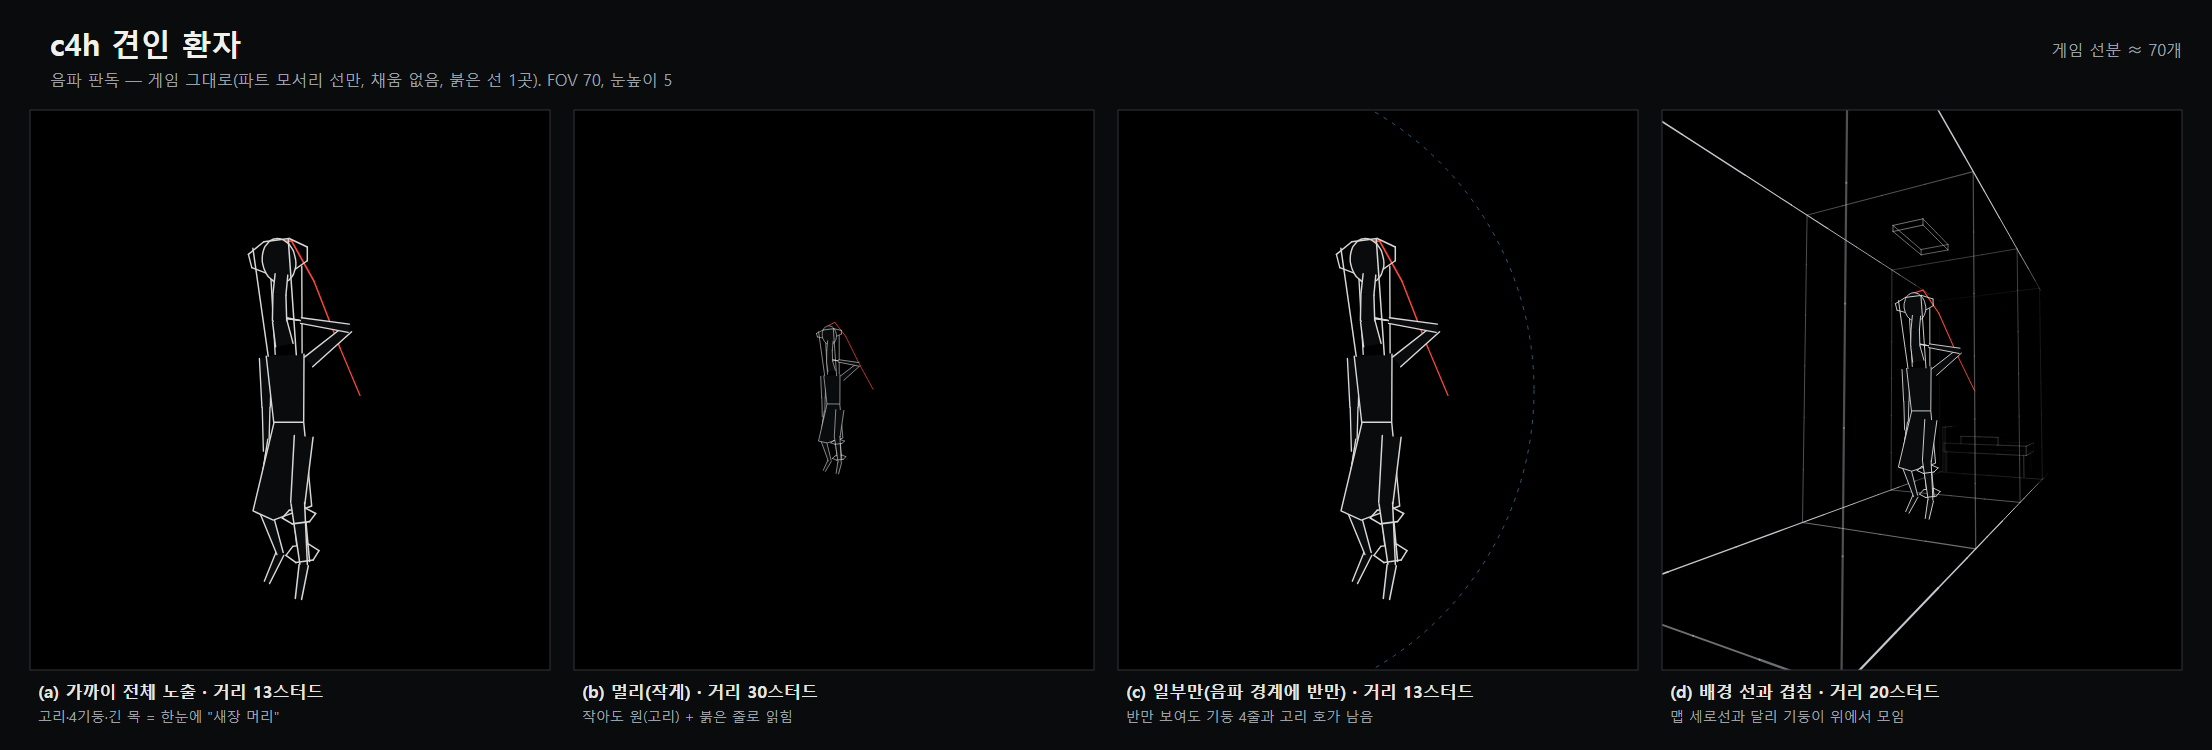 c4h 견인 환자
게임 선분 ≈ 70개
음파 판독 — 게임 그대로(파트 모서리 선만, 채움 없음, 붉은 선 1곳). FOV 70, 눈높이 5
(a) 가까이 전체 노출 · 거리 13스터드
고리·4기둥·긴 목 = 한눈에 "새장 머리"
(b) 멀리(작게) · 거리 30스터드
작아도 원(고리) + 붉은 줄로 읽힘
(c) 일부만(음파 경계에 반만) · 거리 13스터드
반만 보여도 기둥 4줄과 고리 호가 남음
(d) 배경 선과 겹침 · 거리 20스터드
맵 세로선과 달리 기둥이 위에서 모임